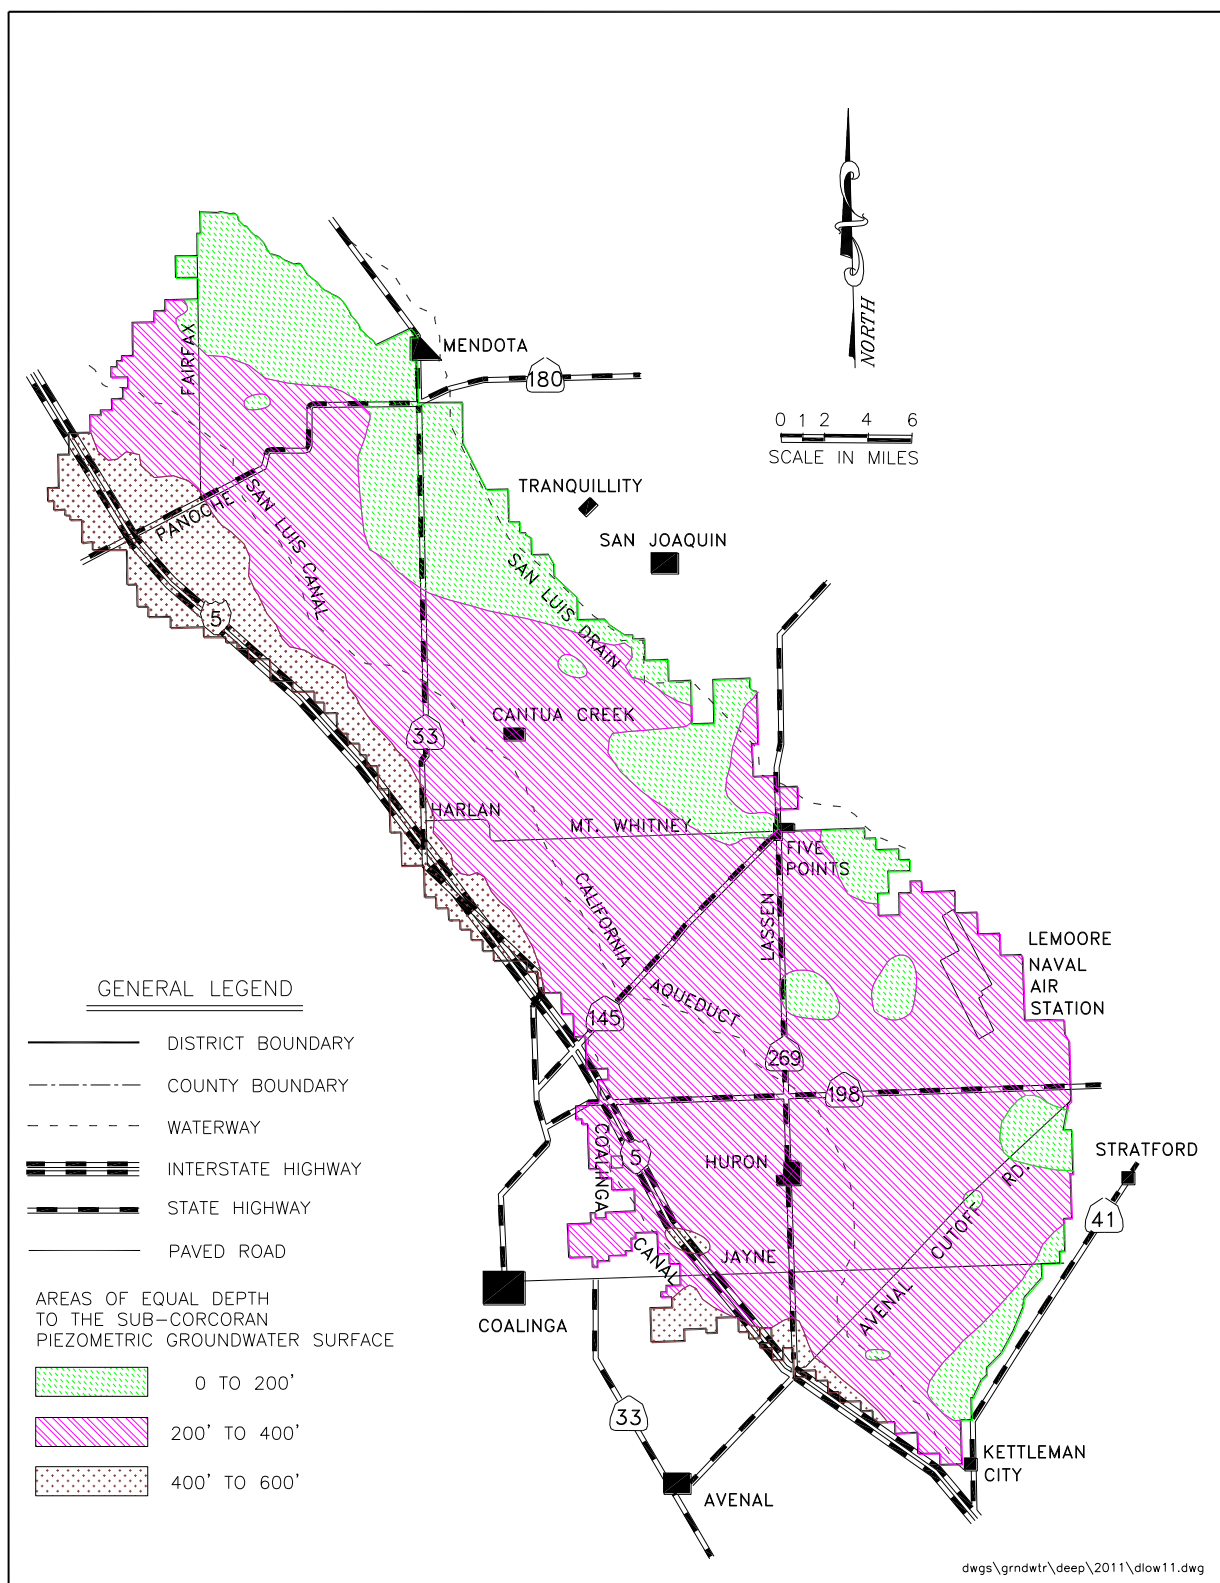 NORTH
MENDOTA
FAIRFAX
180
0 1 2 4 6
SCALE IN MILES
TRANQUILLITY
SAN JOAQUIN
PANOCHE
SAN LUIS CANAL
SAN LUIS DRAIN
5
CANTUA CREEK
33
HARLAN
MT. WHITNEY
FIVE
POINTS
CALIFORNIA
AQUEDUCT
LASSEN
LEMOORE
NAVAL
AIR
STATION
145
269
198
COALINGA
CANAL
5
HURON
STRATFORD
41
JAYNE
AVENAL CUTOFF RD.
COALINGA
33
AVENAL
KETTLEMAN
CITY
GENERAL LEGEND
DISTRICT BOUNDARY
COUNTY BOUNDARY
WATERWAY
INTERSTATE HIGHWAY
STATE HIGHWAY
PAVED ROAD
AREAS OF EQUAL DEPTH
TO THE SUB-CORCORAN
PIEZOMETRIC GROUNDWATER SURFACE
0 TO 200'
200' TO 400'
400' TO 600'
dwgs\grndwtr\deep\2011\dlow11.dwg